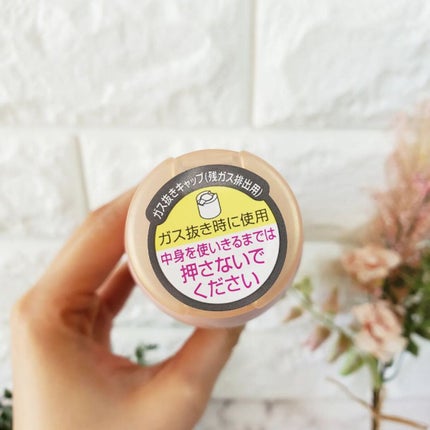 ガス抜きキャップ(残ガス排出用)
ガス抜き時に使用
中身を使いきるまでは
押さないで
ください